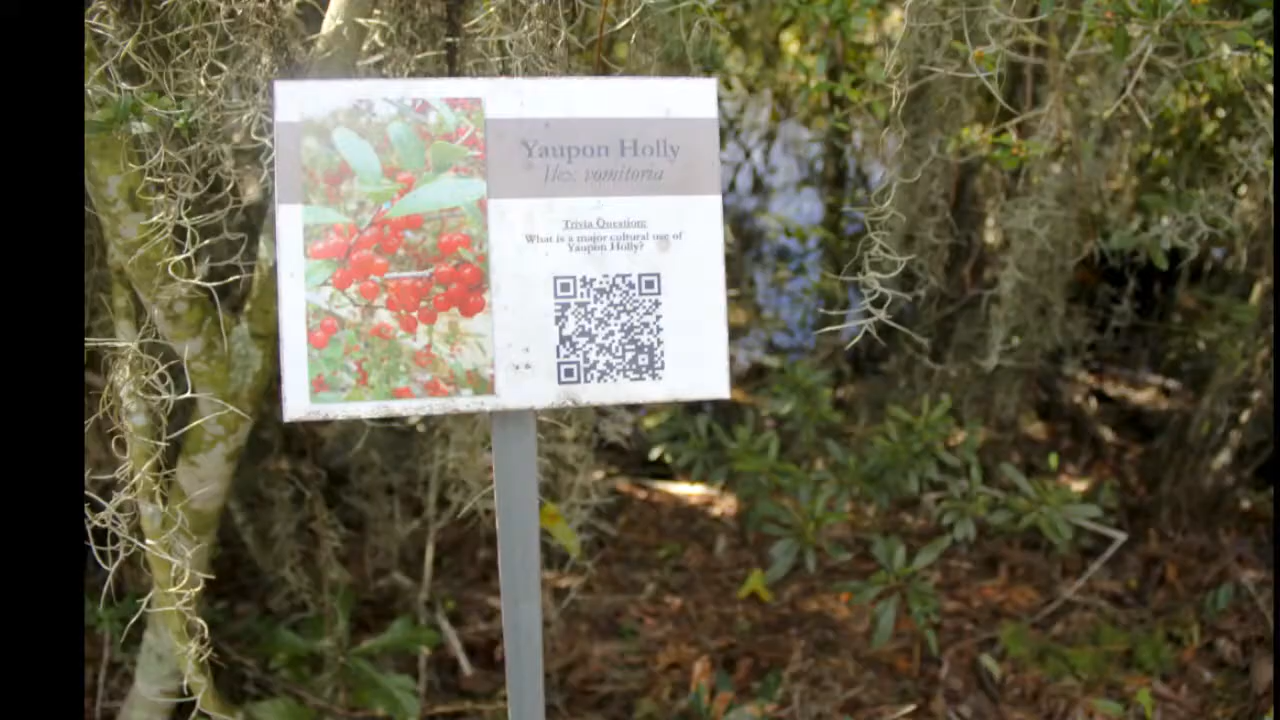 Yaupon Holly
Ilex vomitoria
Trivia Question:
What is a major cultural use of
Yaupon Holly?